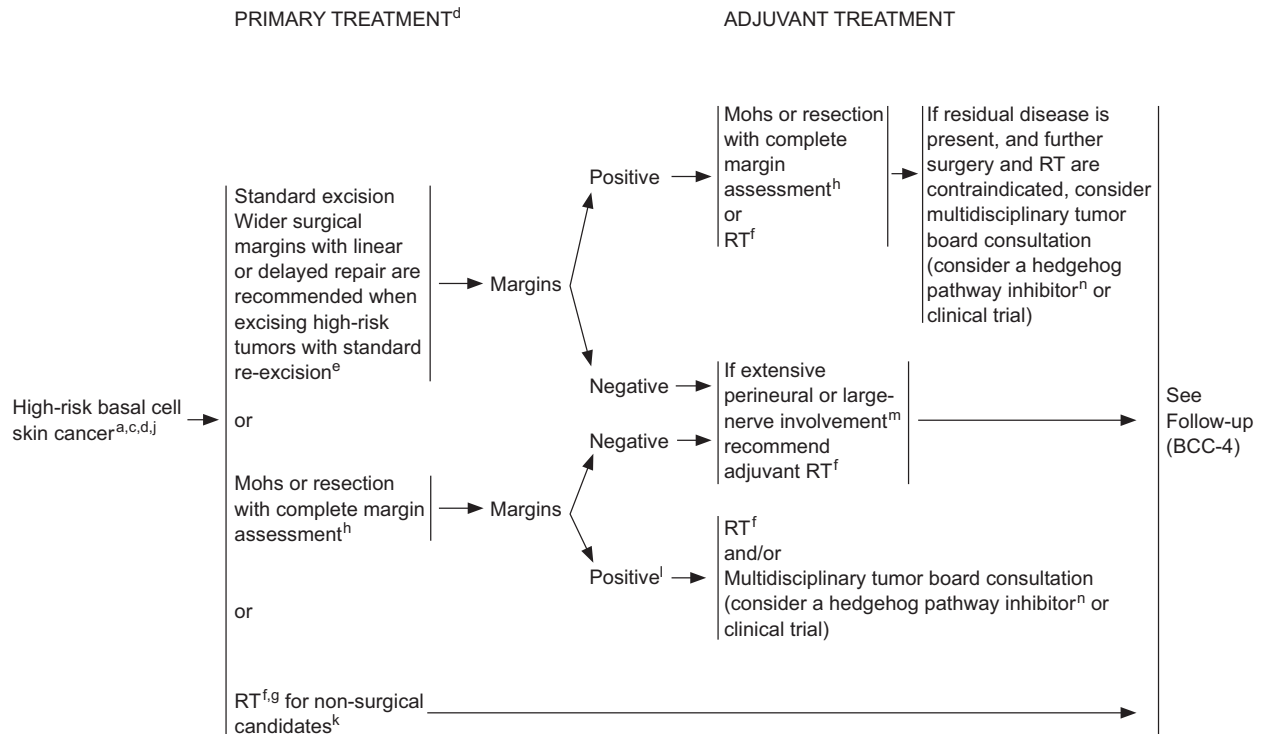 PRIMARY TREATMENTᵈ
ADJUVANT TREATMENT
High-risk basal cell
skin cancerᵃ,ᶜ,ᵈ,ʲ
Standard excision
Wider surgical
margins with linear
or delayed repair are
recommended when
excising high-risk
tumors with standard
re-excisionᵉ
or
Mohs or resection
with complete margin
assessmentʰ
or
RTᶠ,ᵍ for non-surgical
candidatesᵏ
Margins
Positive
Negative
Margins
Negative
Positiveˡ
Mohs or resection
with complete
margin
assessmentʰ
or
RTᶠ
If residual disease is
present, and further
surgery and RT are
contraindicated, consider
multidisciplinary tumor
board consultation
(consider a hedgehog
pathway inhibitorⁿ or
clinical trial)
If extensive
perineural or large-
nerve involvementᵐ
recommend
adjuvant RTᶠ
RTᶠ
and/or
Multidisciplinary tumor board consultation
(consider a hedgehog pathway inhibitorⁿ or
clinical trial)
See
Follow-up
(BCC-4)